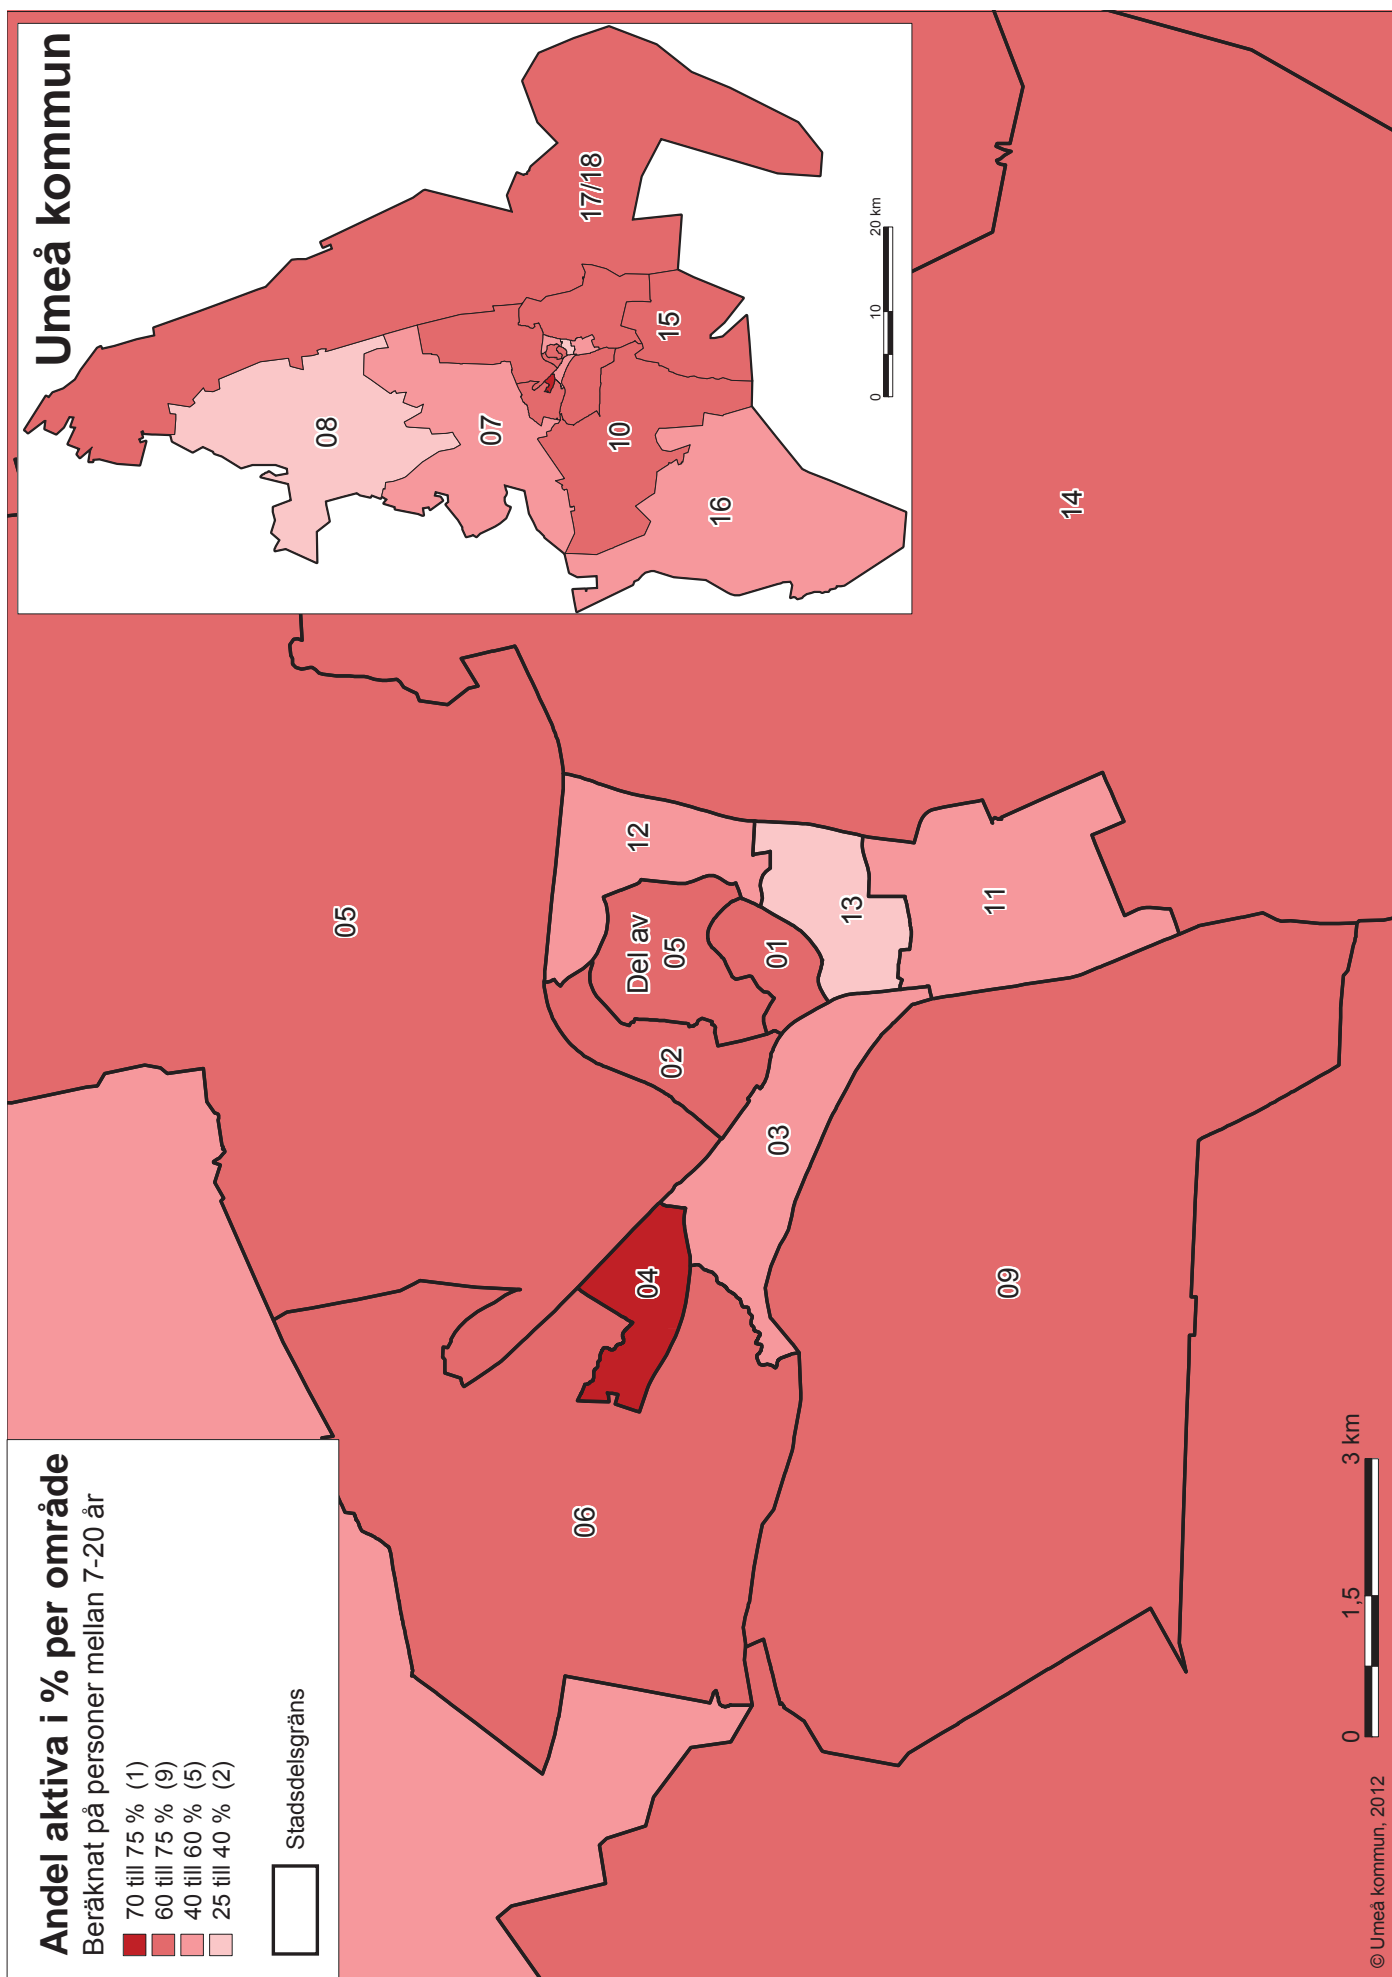 Andel aktiva i % per område
Beräknat på personer mellan 7-20 år
70 till 75 % (1)
60 till 75 % (9)
40 till 60 % (5)
25 till 40 % (2)
Stadsdelsgräns
Umeå kommun
08
07
17/18
10
15
16
0 10 20 km
05
12
Del av
05
02
01
13
11
14
03
04
06
09
0 1,5 3 km
© Umeå kommun, 2012